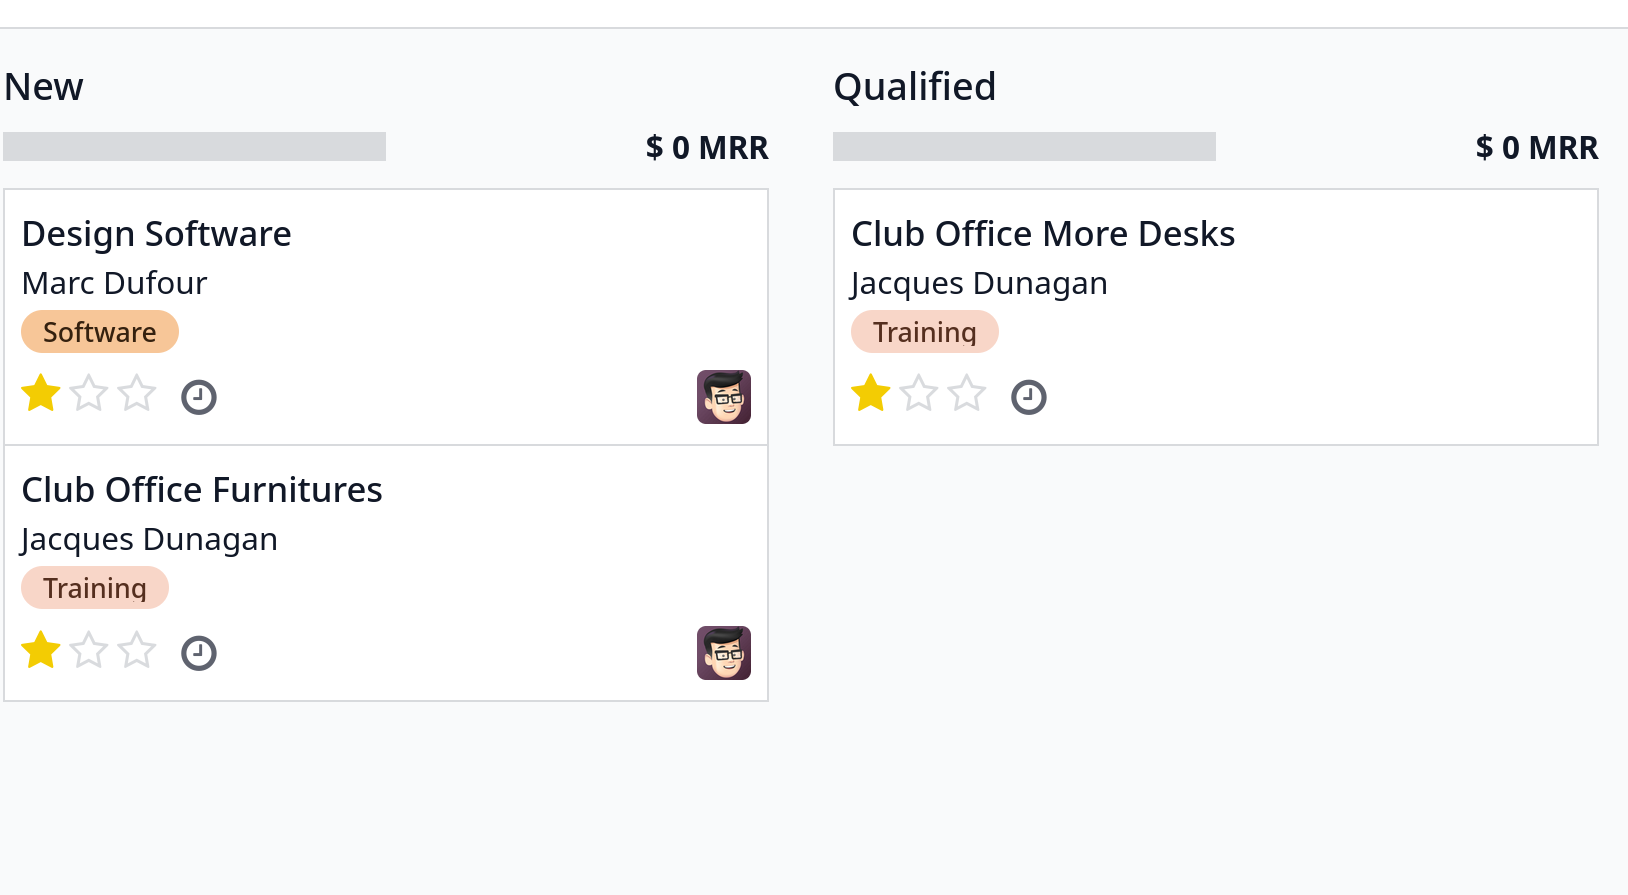 New
$ 0 MRR
Design Software
Marc Dufour
Software
Club Office Furnitures
Jacques Dunagan
Training
Qualified
$ 0 MRR
Club Office More Desks
Jacques Dunagan
Training